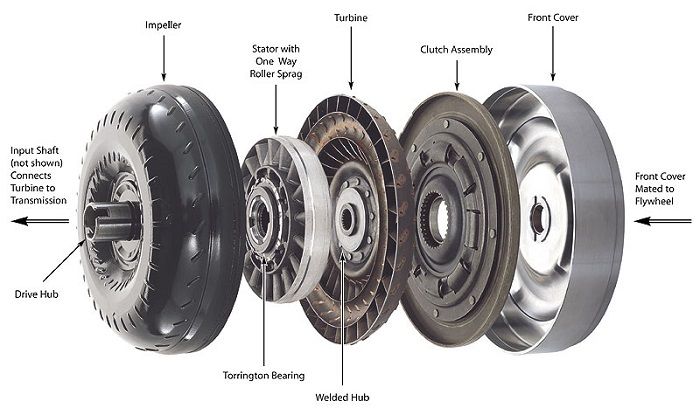 Impeller
Stator with
One Way
Roller Sprag
Turbine
Clutch Assembly
Front Cover
Input Shaft
(not shown)
Connects
Turbine to
Transmission
Front Cover
Mated to
Flywheel
Drive Hub
Torrington Bearing
Welded Hub